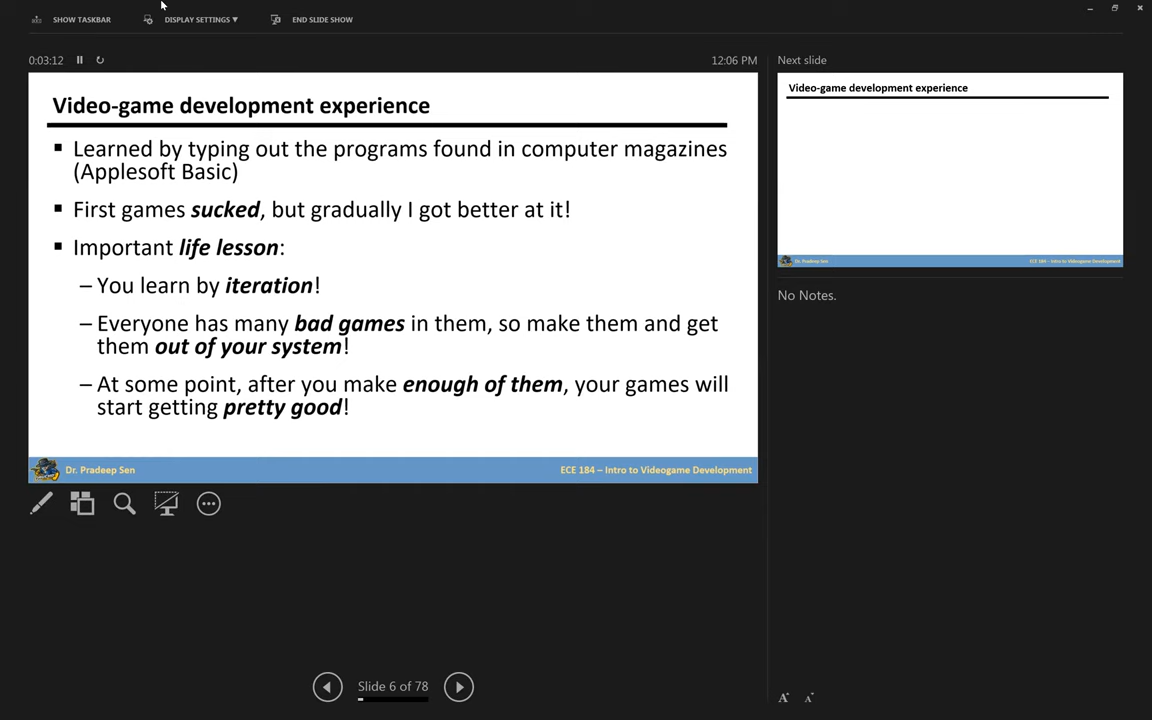 SHOW TASKBAR DISPLAY SETTINGS ▼ END SLIDE SHOW
0:03:12 12:06 PM Next slide
Video-game development experience
▪ Learned by typing out the programs found in computer magazines
(Applesoft Basic)
▪ First games sucked, but gradually I got better at it!
▪ Important life lesson:
– You learn by iteration!
– Everyone has many bad games in them, so make them and get
them out of your system!
– At some point, after you make enough of them, your games will
start getting pretty good!
Dr. Pradeep Sen ECE 184 – Intro to Videogame Development
Video-game development experience
Dr. Pradeep Sen ECE 184 – Intro to Videogame Development
No Notes.
Slide 6 of 78
A A